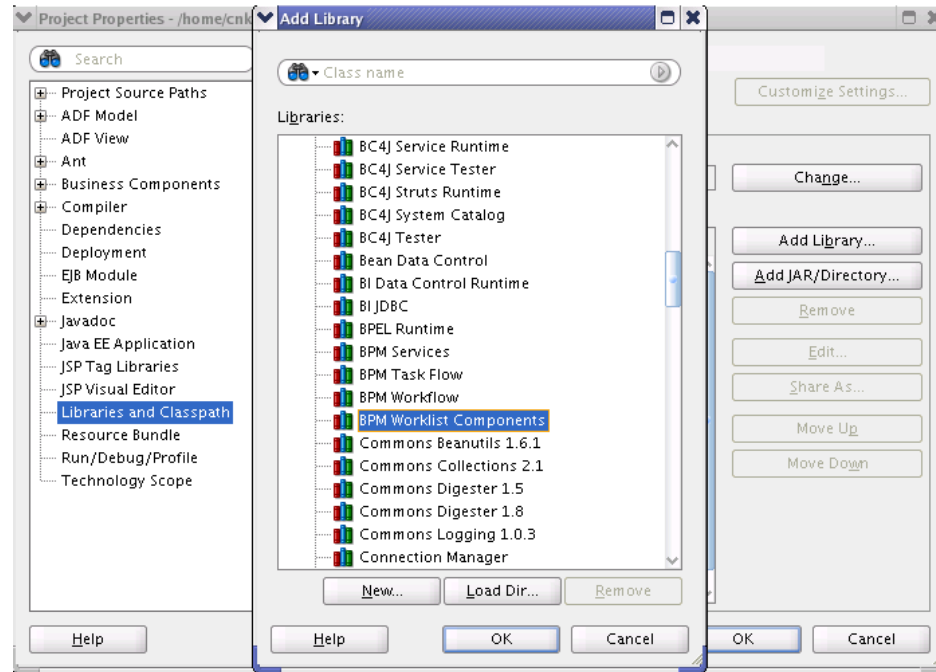 Project Properties - /home/cnk
Search
Project Source Paths
ADF Model
ADF View
Ant
Business Components
Compiler
Dependencies
Deployment
EJB Module
Extension
Javadoc
Java EE Application
JSP Tag Libraries
JSP Visual Editor
Libraries and Classpath
Resource Bundle
Run/Debug/Profile
Technology Scope
Help
Add Library
Class name
Libraries:
BC4J Service Runtime
BC4J Service Tester
BC4J Struts Runtime
BC4J System Catalog
BC4J Tester
Bean Data Control
BI Data Control Runtime
BI JDBC
BPEL Runtime
BPM Services
BPM Task Flow
BPM Workflow
BPM Worklist Components
Commons Beanutils 1.6.1
Commons Collections 2.1
Commons Digester 1.5
Commons Digester 1.8
Commons Logging 1.0.3
Connection Manager
New... Load Dir... Remove
Help OK Cancel
Customize Settings...
Change...
Add Library...
Add JAR/Directory...
Remove
Edit...
Share As...
Move Up
Move Down
OK Cancel